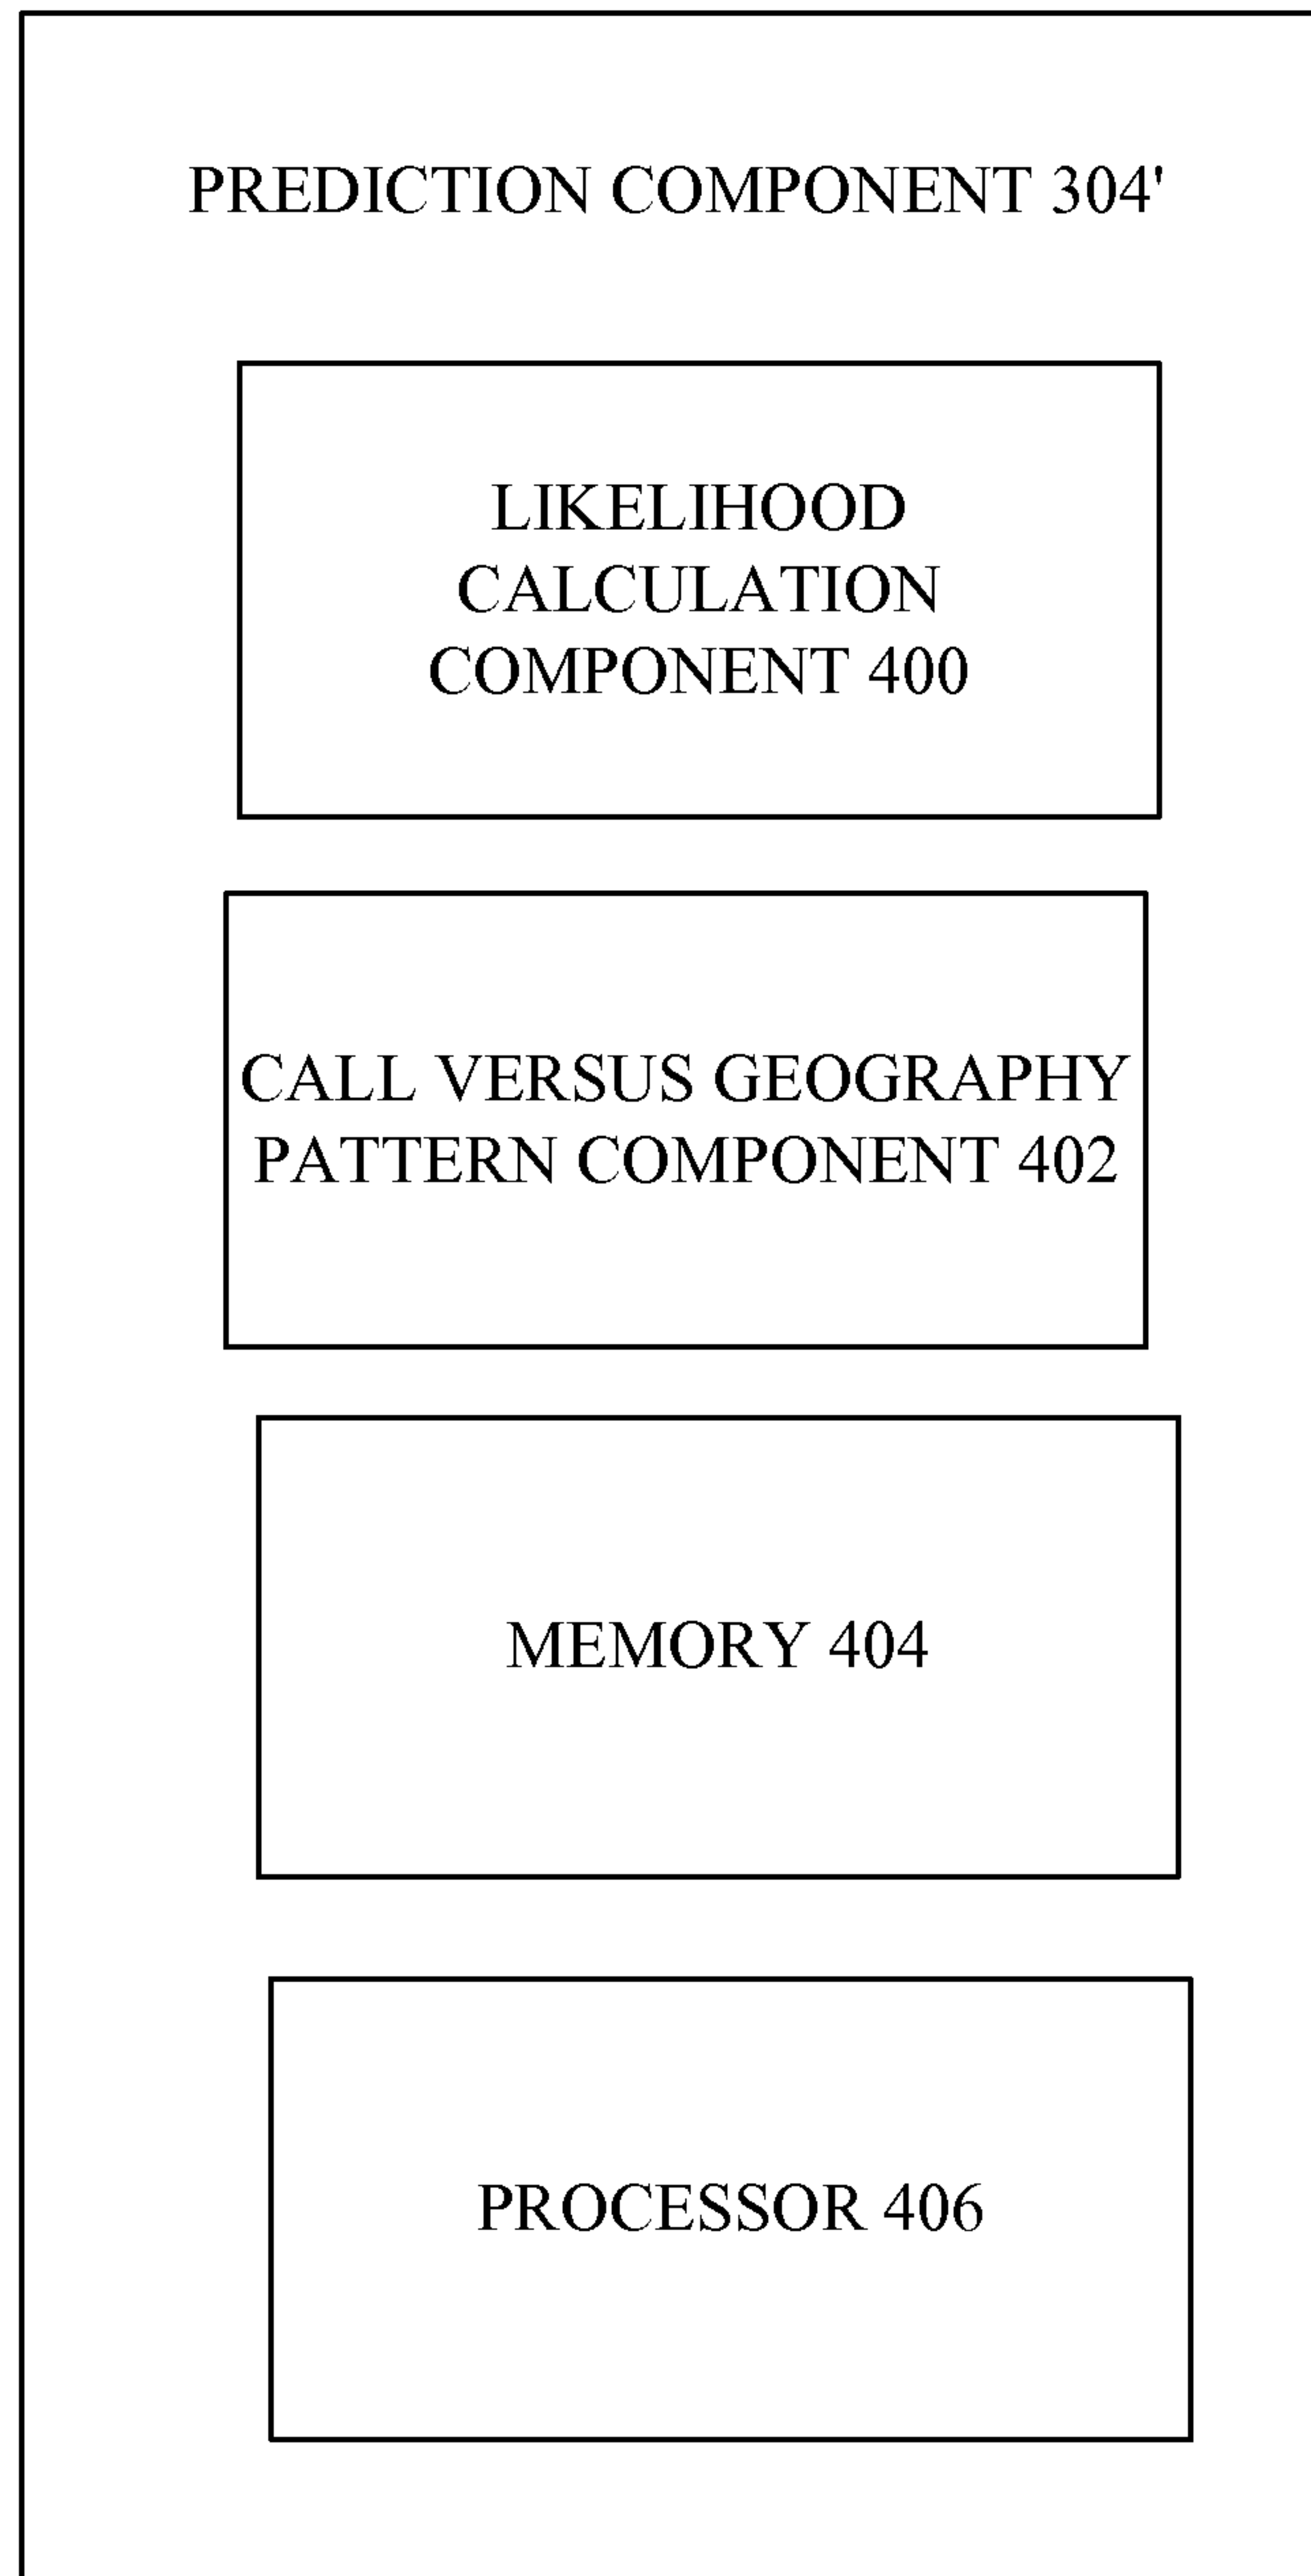 PREDICTION COMPONENT 304'
LIKELIHOOD
CALCULATION
COMPONENT 400
CALL VERSUS GEOGRAPHY
PATTERN COMPONENT 402
MEMORY 404
PROCESSOR 406